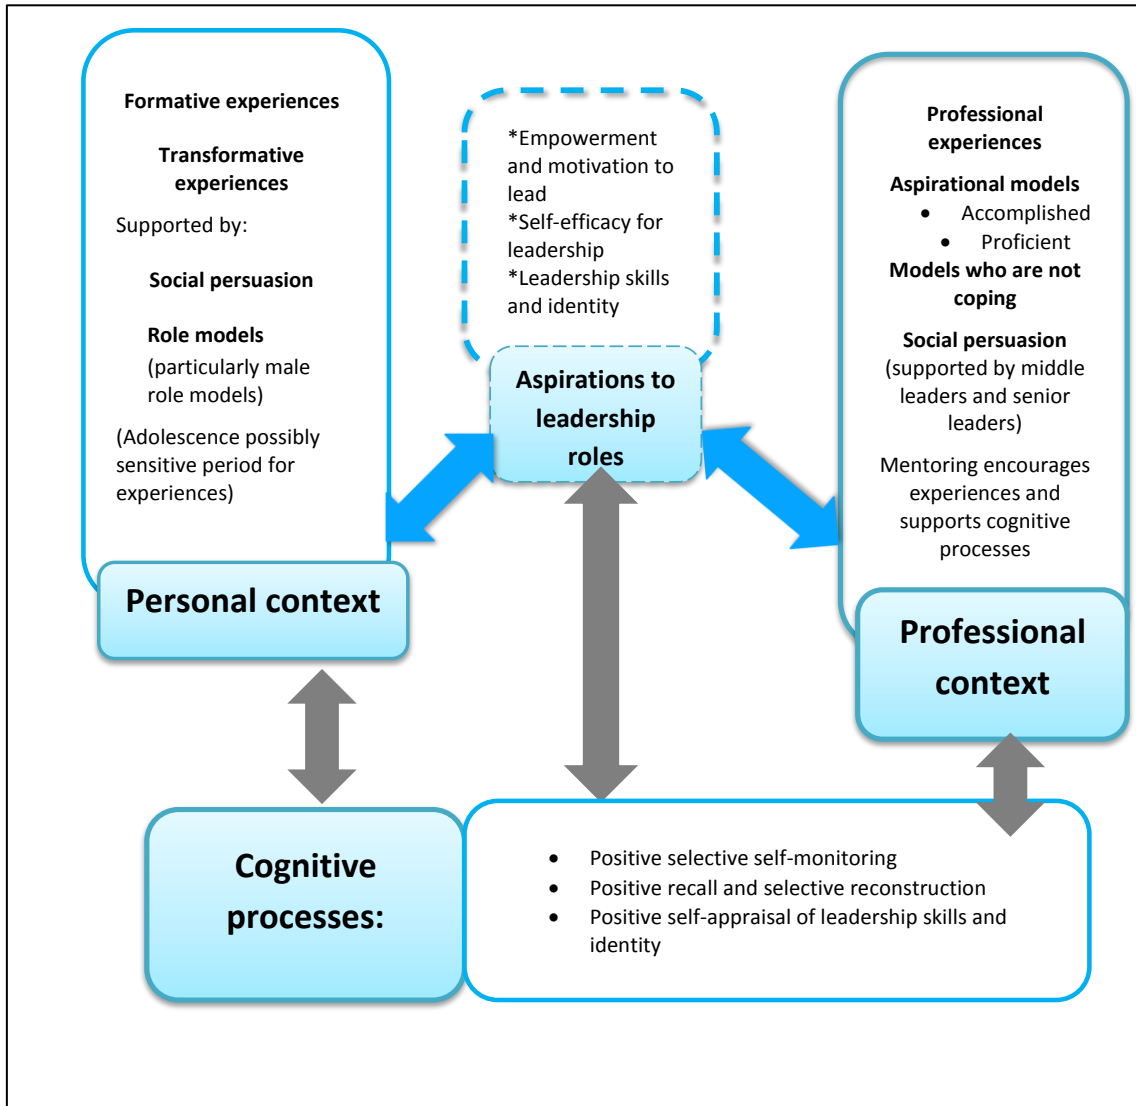 Formative experiences
Transformative
experiences
Supported by:
Social persuasion
Role models
(particularly male
role models)
(Adolescence possibly
sensitive period for
experiences)
Personal context
*Empowerment
and motivation to
lead
*Self-efficacy for
leadership
*Leadership skills
and identity
Aspirations to
leadership
roles
Professional
experiences
Aspirational models
• Accomplished
• Proficient
Models who are not
coping
Social persuasion
(supported by middle
leaders and senior
leaders)
Mentoring encourages
experiences and
supports cognitive
processes
Professional
context
Cognitive
processes:
• Positive selective self-monitoring
• Positive recall and selective reconstruction
• Positive self-appraisal of leadership skills and
identity